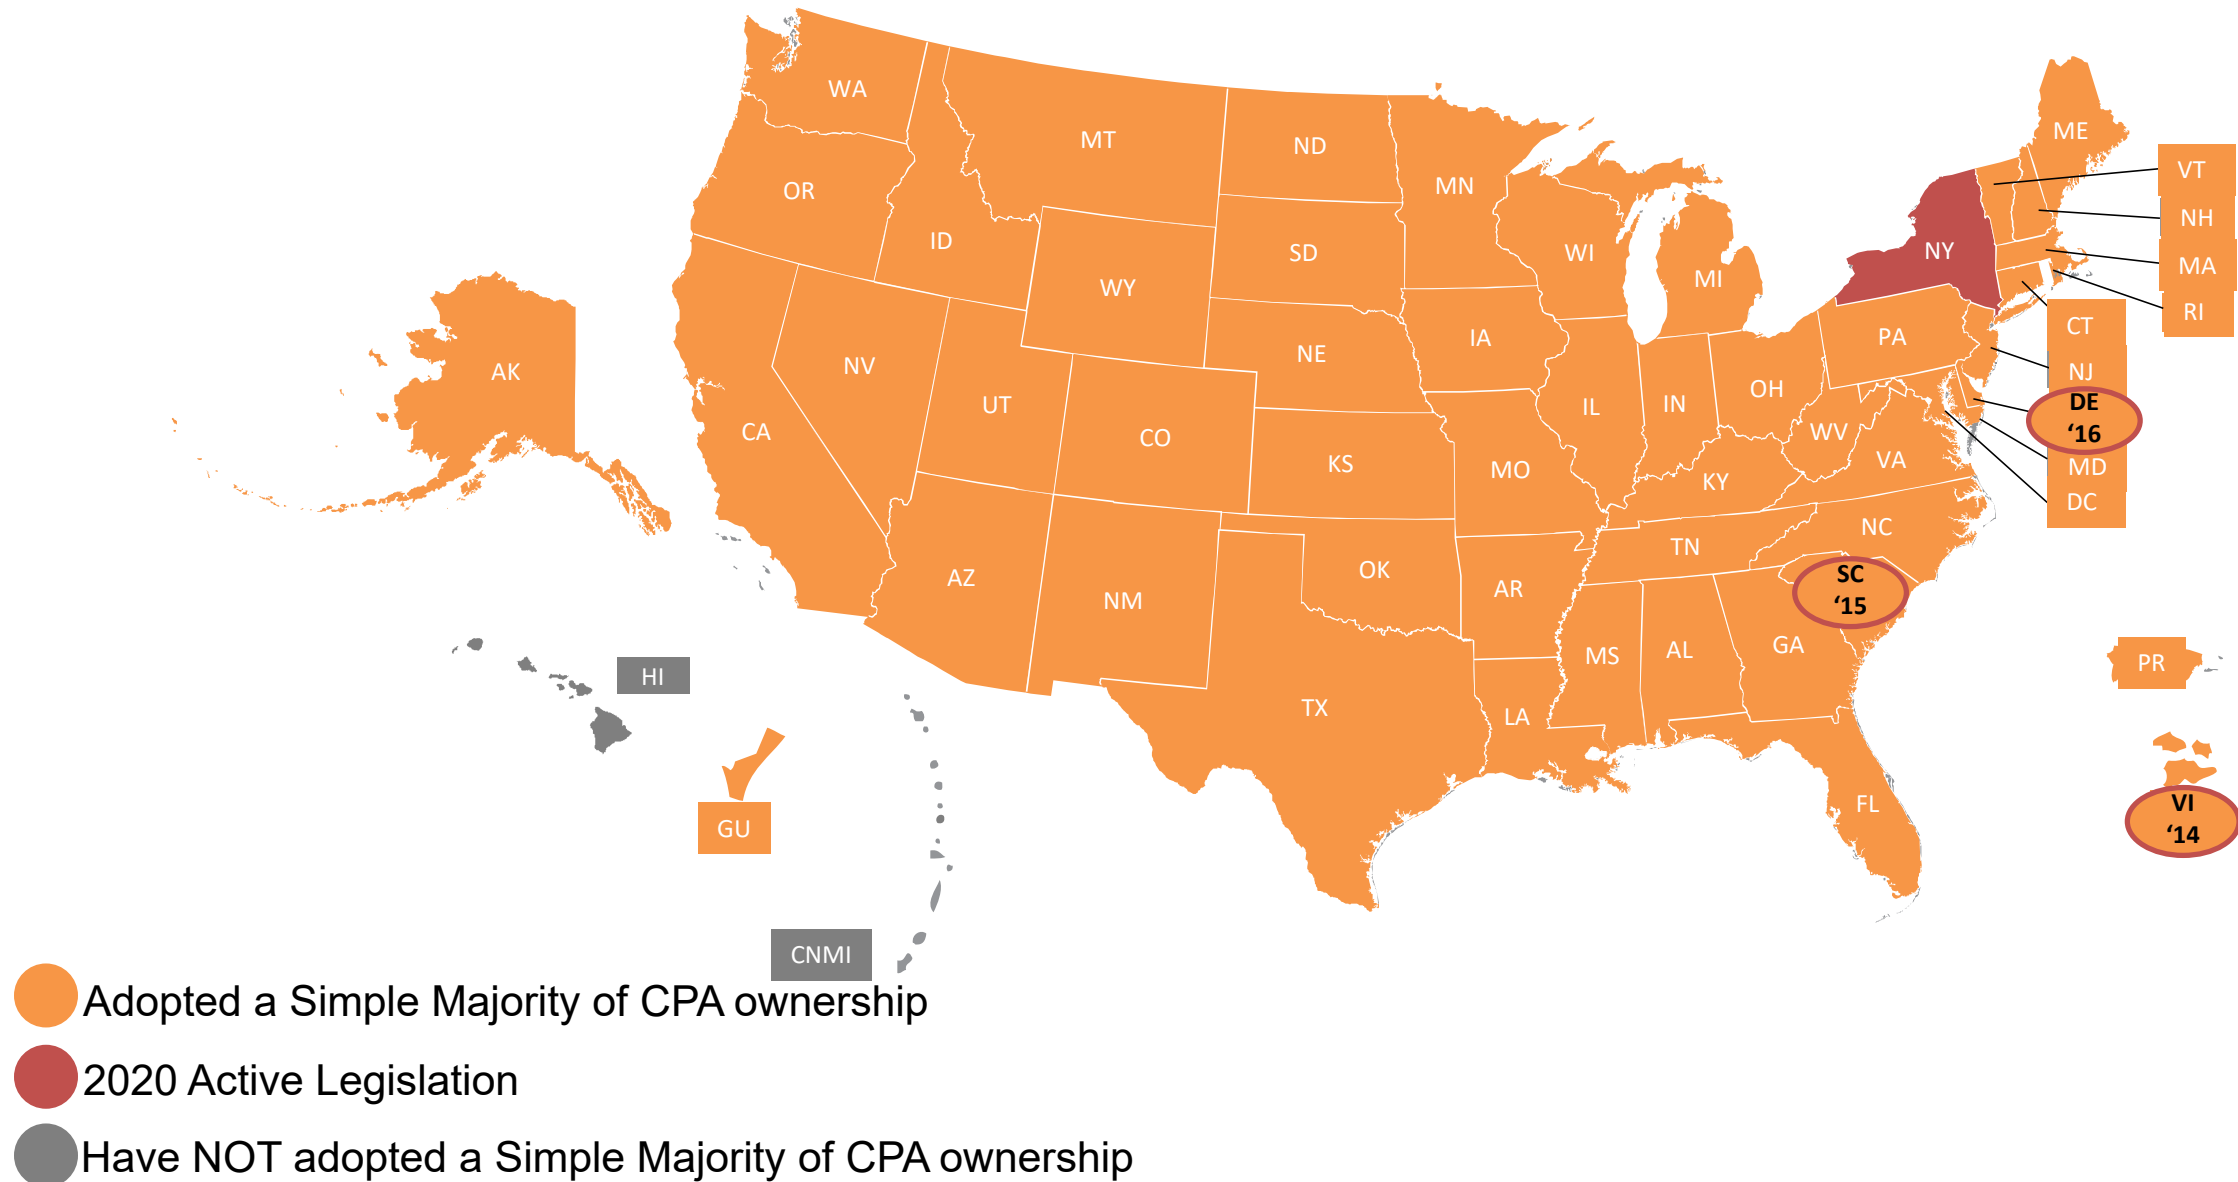 WA
MT
ND
MN
ME
VT
OR
ID
NH
SD
WI
NY
MA
WY
MI
RI
CT
IA
PA
NE
NV
AK
NJ
OH
UT
IN
IL
DE
‘16
CA
CO
WV
KS
MO
VA
MD
KY
DC
NC
TN
OK
AZ
SC
‘15
AR
NM
GA
AL
MS
PR
HI
TX
LA
FL
VI
‘14
GU
CNMI
Adopted a Simple Majority of CPA ownership
2020 Active Legislation
Have NOT adopted a Simple Majority of CPA ownership